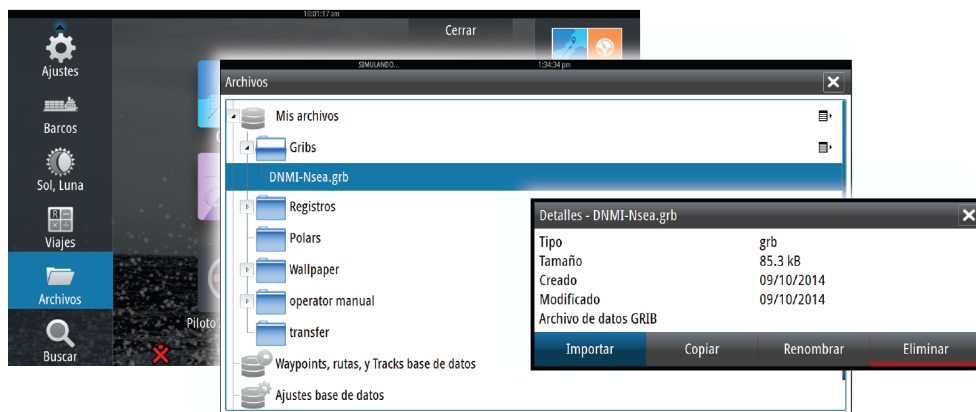 10:01:17 am
Cerrar
Ajustes
Barcos
Sol, Luna
Viajes
Archivos
Buscar
Piloto
SIMULANDO...
1:34:34 pm
Archivos
Mis archivos
Gribs
DNMI-Nsea.grb
Registros
Polars
Wallpaper
operator manual
transfer
Waypoints, rutas, y Tracks base de datos
Ajustes base de datos
Detalles - DNMI-Nsea.grb
Tipo grb
Tamaño 85.3 kB
Creado 09/10/2014
Modificado 09/10/2014
Archivo de datos GRIB
Importar Copiar Renombrar Eliminar